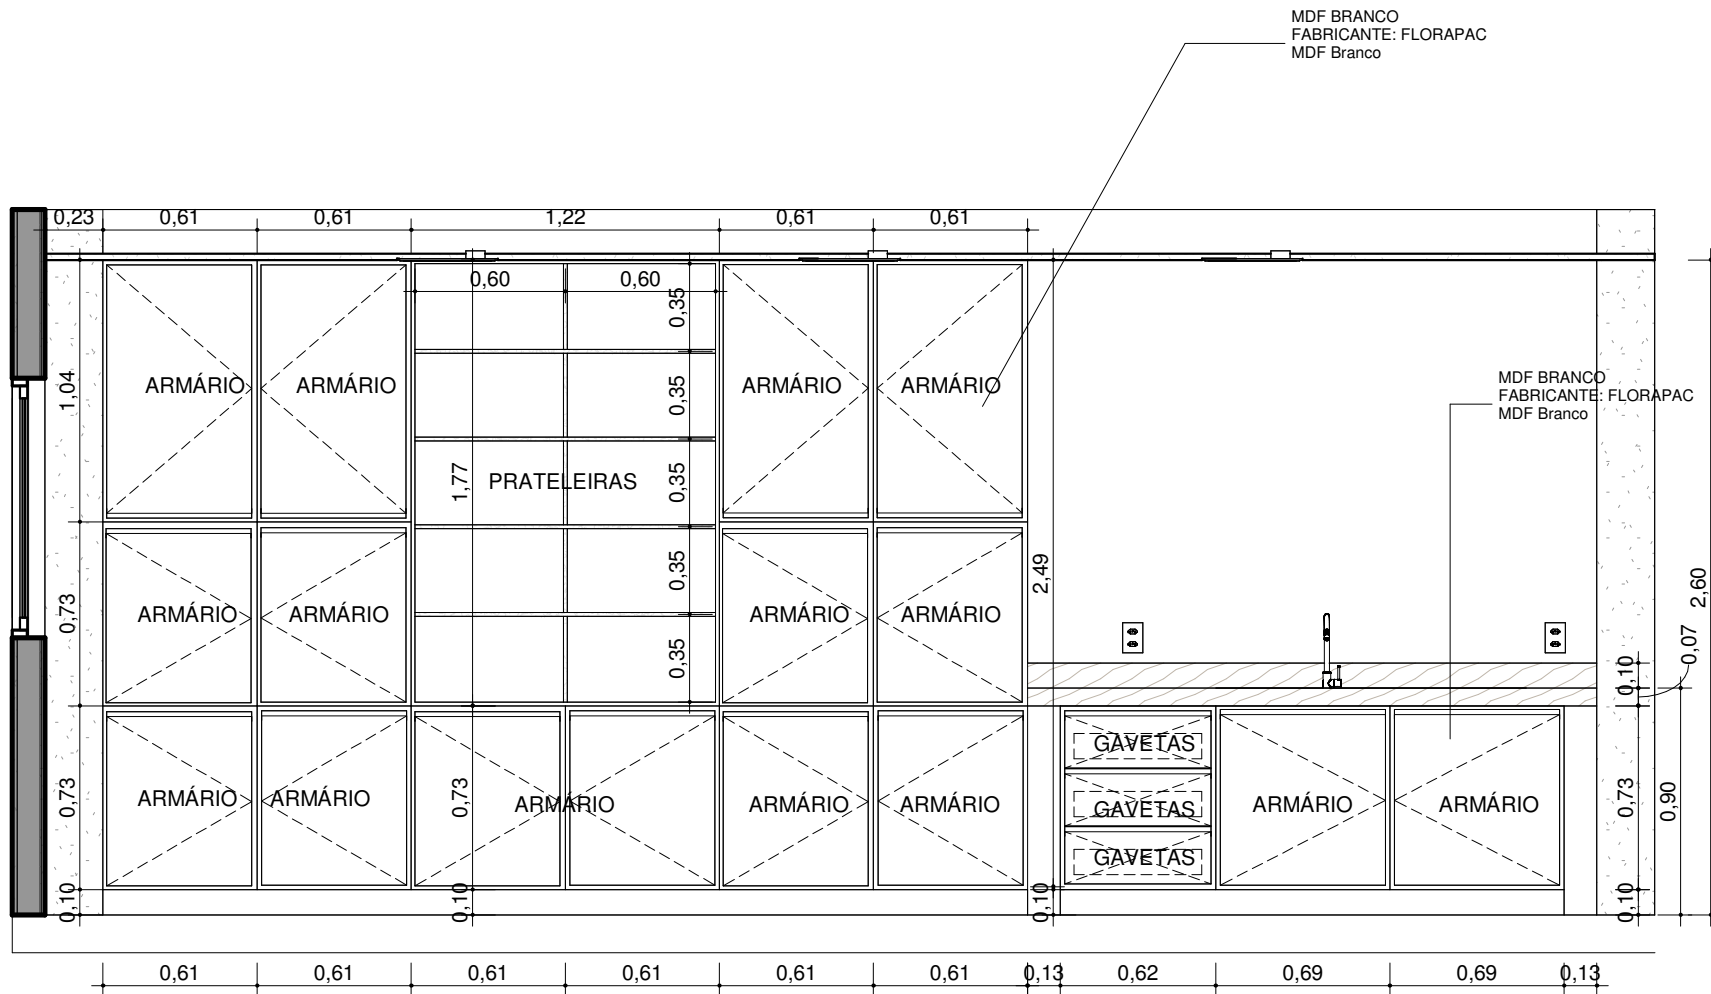 MDF BRANCO
FABRICANTE: FLORAPAC
MDF Branco
0,23 0,61 0,61 1,22 0,61 0,61
0,60 0,60
0,35
1,04
ARMÁRIO ARMÁRIO
0,35
ARMÁRIO ARMÁRIO
MDF BRANCO
FABRICANTE: FLORAPAC
MDF Branco
1,77
PRATELEIRAS
0,35
0,35
2,49
2,60
0,73
ARMÁRIO ARMÁRIO
ARMÁRIO ARMÁRIO
0,35
0,07
0,10
GAVETAS
0,73
ARMÁRIO ARMÁRIO
0,73
ARMÁRIO
ARMÁRIO ARMÁRIO
GAVETAS
ARMÁRIO ARMÁRIO
0,73
0,90
GAVETAS
0,10
0,10
0,10
0,10
0,61 0,61 0,61 0,61 0,61 0,61 0,13 0,62 0,69 0,69 0,13